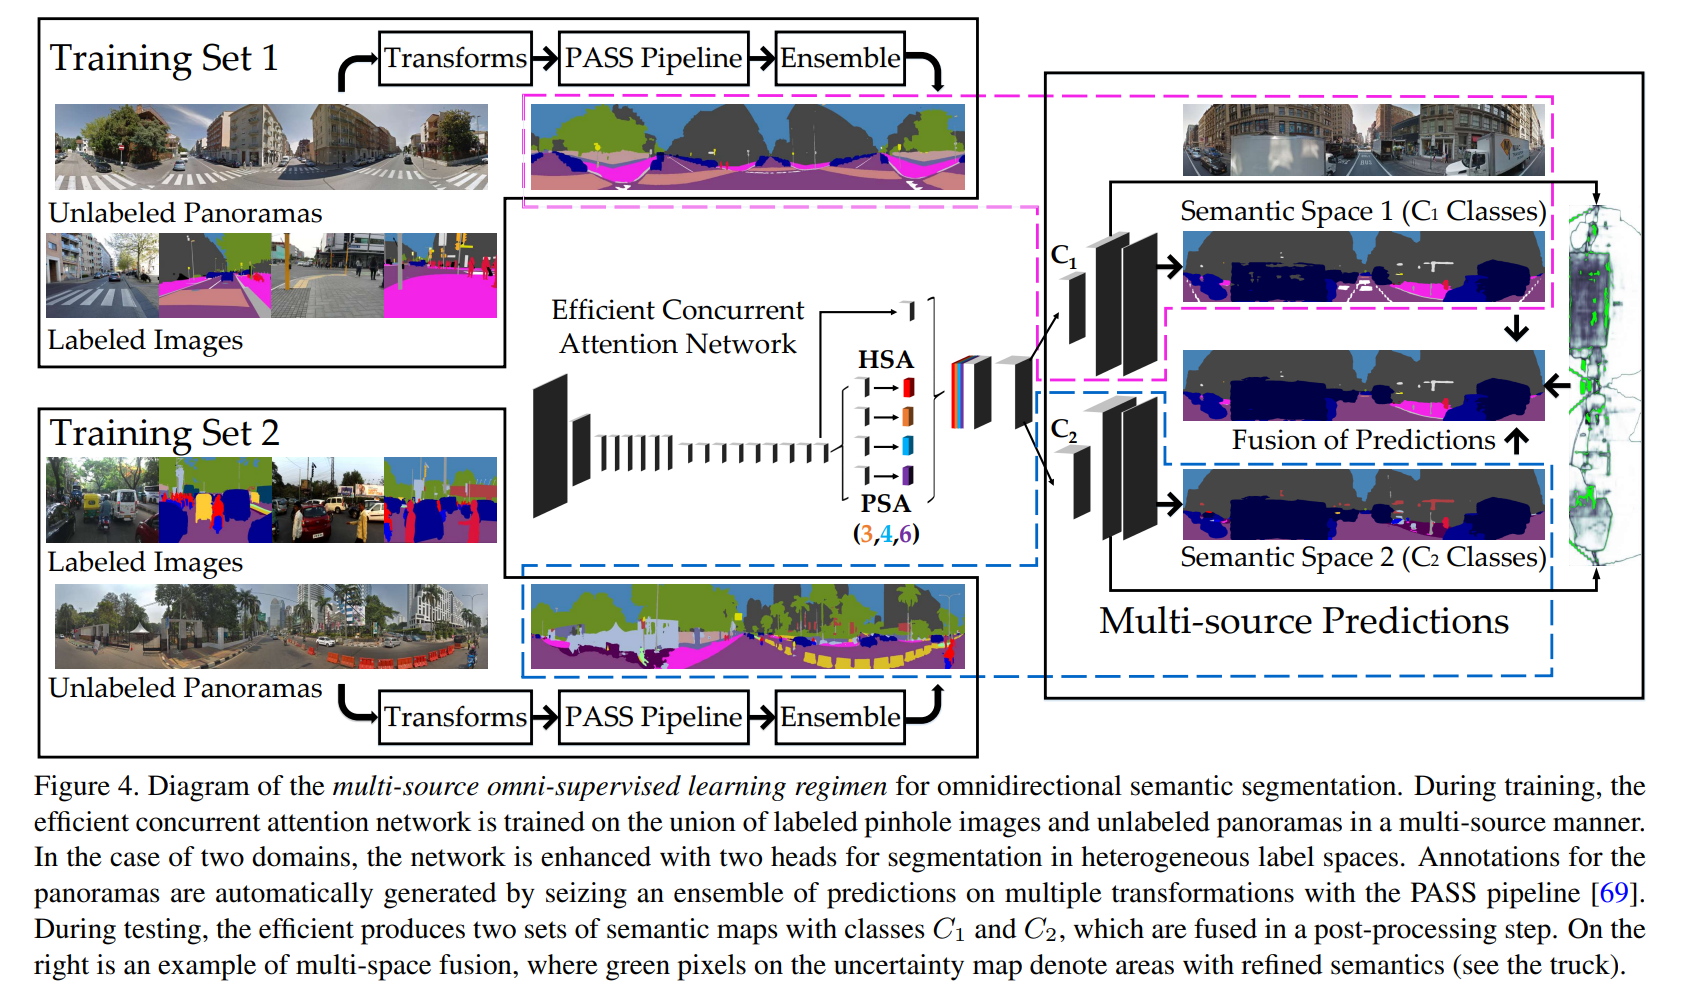 Training Set 1
Transforms
PASS Pipeline
Ensemble
Unlabeled Panoramas
Labeled Images
Efficient Concurrent
Attention Network
HSA
PSA
(3,4,6)
Training Set 2
Labeled Images
Unlabeled Panoramas
Transforms
PASS Pipeline
Ensemble
C1
C2
Semantic Space 1 (C1 Classes)
Fusion of Predictions
Semantic Space 2 (C2 Classes)
Multi-source Predictions
Figure 4. Diagram of the multi-source omni-supervised learning regimen for omnidirectional semantic segmentation. During training, the
efficient concurrent attention network is trained on the union of labeled pinhole images and unlabeled panoramas in a multi-source manner.
In the case of two domains, the network is enhanced with two heads for segmentation in heterogeneous label spaces. Annotations for the
panoramas are automatically generated by seizing an ensemble of predictions on multiple transformations with the PASS pipeline [69].
During testing, the efficient produces two sets of semantic maps with classes C1 and C2, which are fused in a post-processing step. On the
right is an example of multi-space fusion, where green pixels on the uncertainty map denote areas with refined semantics (see the truck).